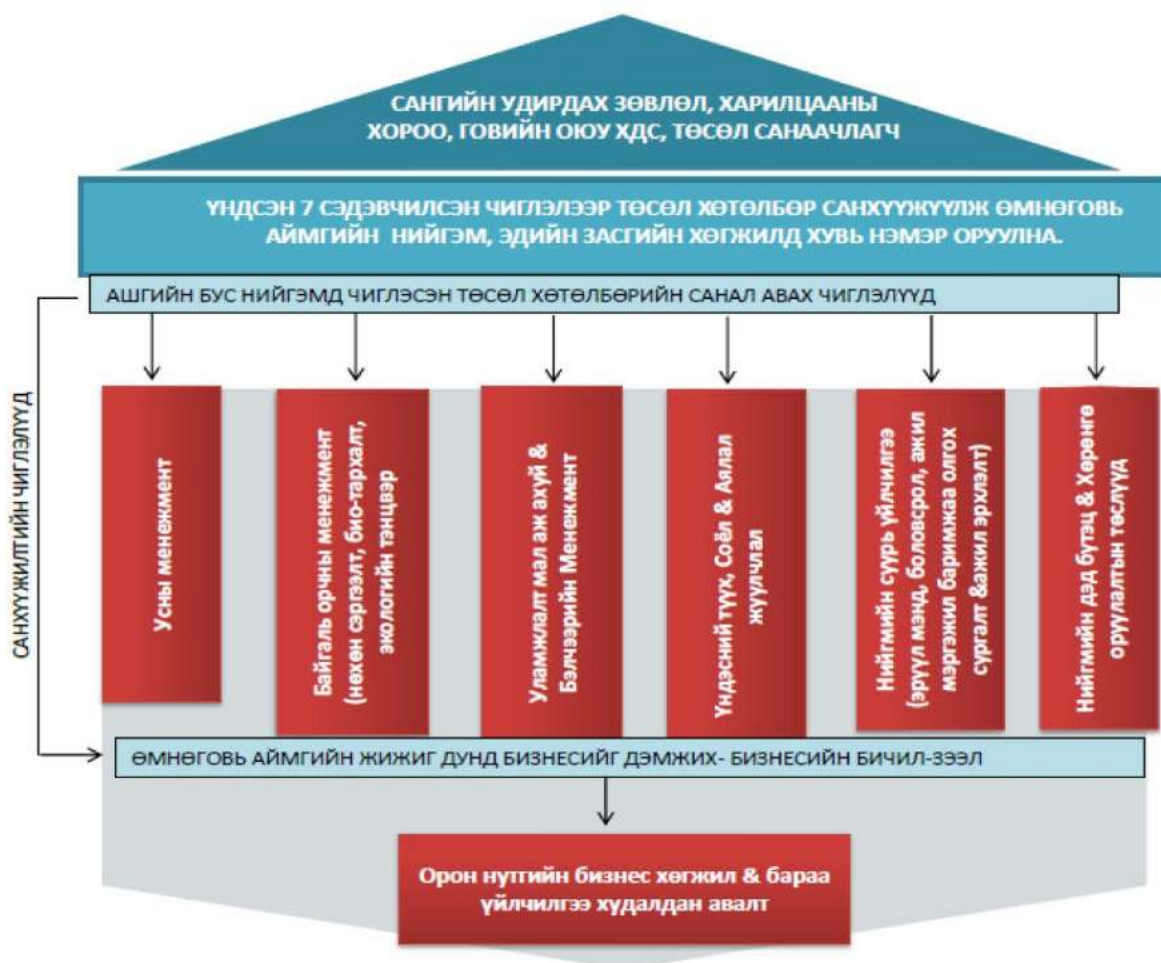 САНГИЙН УДИРДАХ ЗӨВЛӨЛ, ХАРИЛЦААНЫ
ХОРОО, ГОВИЙН ОЮУ ХДС, ТӨСӨЛ САНААЧЛАГЧ
ҮНДСЭН 7 СЭДЭВЧИЛСЭН ЧИГЛЭЛЭЭР ТӨСӨЛ ХӨТӨЛБӨР САНХҮҮЖҮҮЛЖ ӨМНӨГОВЬ
АЙМГИЙН НИЙГЭМ, ЭДИЙН ЗАСГИЙН ХӨГЖИЛД ХУВЬ НЭМЭР ОРУУЛНА.
АШГИЙН БУС НИЙГЭМД ЧИГЛЭСЭН ТӨСӨЛ ХӨТӨЛБӨРИЙН САНАЛ АВАХ ЧИГЛЭЛҮҮД
САНХҮҮЖИЛТИЙН ЧИГЛЭЛҮҮД
Усны менежмент
Байгаль орчны менежмент
(нөхөн сэргээлт, био-тархалт,
экологийн тэнцвэр
Уламжлалт мал аж ахуй &
Бэлчээрийн Менежмент
Үндэсний түүх, Соёл & Аялал
жуулчлал
Нийгмийн суурь үйлчилгээ
(эрүүл мэнд, боловсрол, ажил
мэргэжил баримжаа олгох
сургалт &ажил эрхлэлт)
Нийгмийн дэд бүтэц & Хөрөнгө
оруулалтын төслүүд
ӨМНӨГОВЬ АЙМГИЙН ЖИЖИГ ДУНД БИЗНЕСИЙГ ДЭМЖИХ- БИЗНЕСИЙН БИЧИЛ-ЗЭЭЛ
Орон нутгийн бизнес хөгжил & бараа
үйлчилгээ худалдан авалт